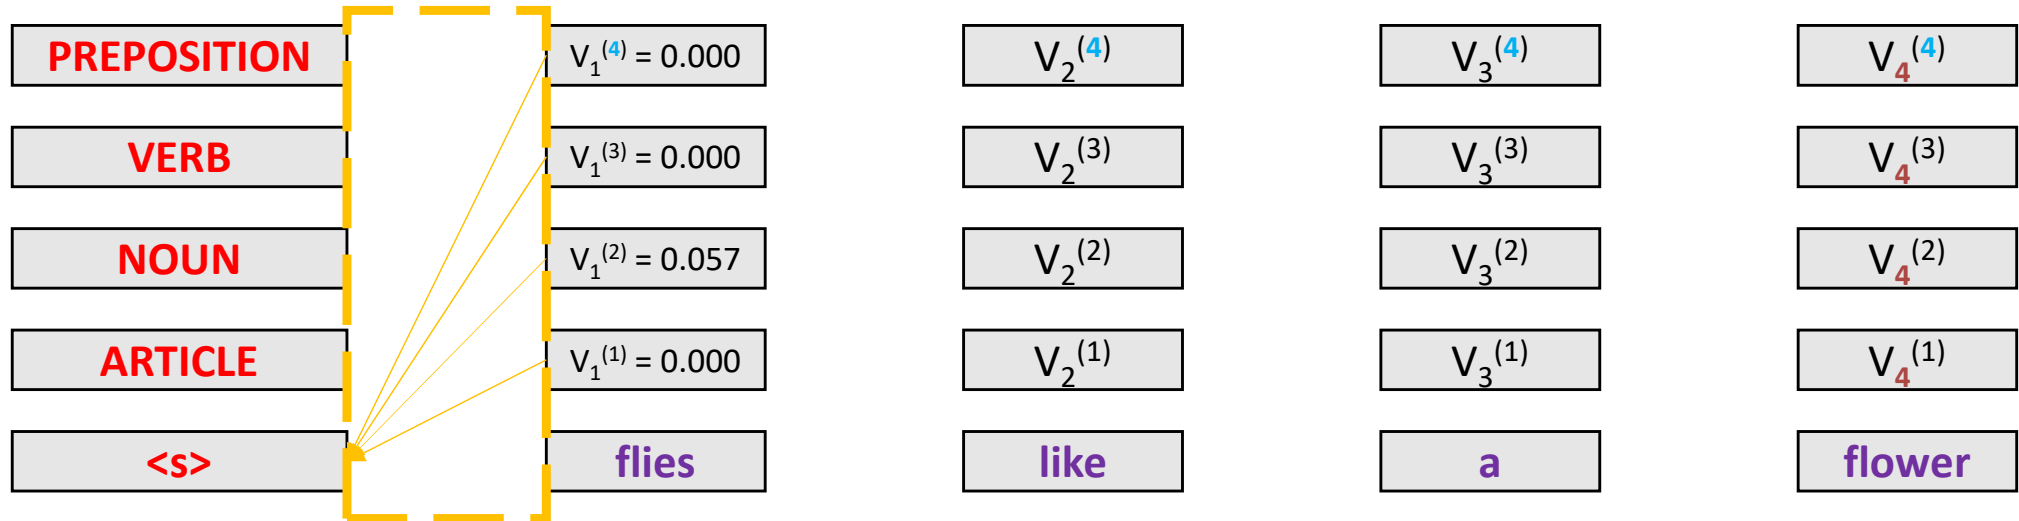 PREPOSITION V₁⁽⁴⁾ = 0.000 V₂⁽⁴⁾ V₃⁽⁴⁾ V₄⁽⁴⁾
VERB V₁⁽³⁾ = 0.000 V₂⁽³⁾ V₃⁽³⁾ V₄⁽³⁾
NOUN V₁⁽²⁾ = 0.057 V₂⁽²⁾ V₃⁽²⁾ V₄⁽²⁾
ARTICLE V₁⁽¹⁾ = 0.000 V₂⁽¹⁾ V₃⁽¹⁾ V₄⁽¹⁾
<s> flies like a flower